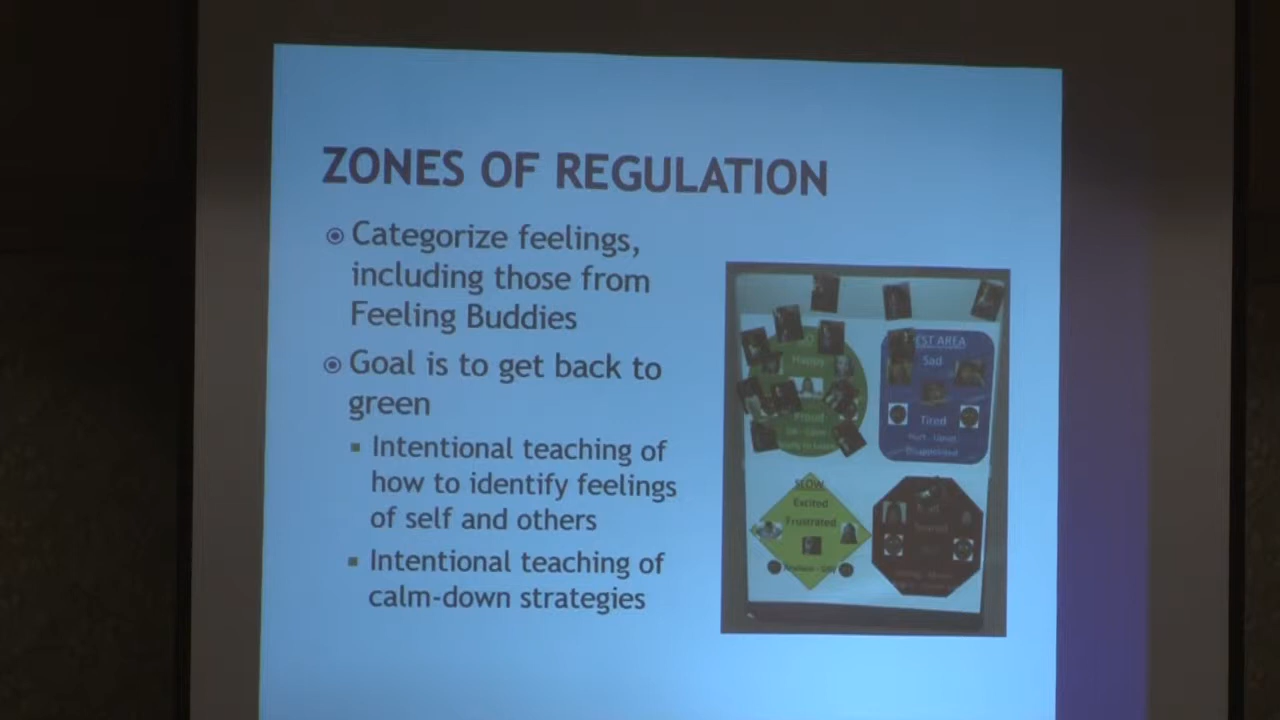 ZONES OF REGULATION
Categorize feelings,
including those from
Feeling Buddies
Goal is to get back to
green
Intentional teaching of
how to identify feelings
of self and others
Intentional teaching of
calm-down strategies
Happy
Proud
AREA
Sad
Tired
SLOW
Excited
Frustrated